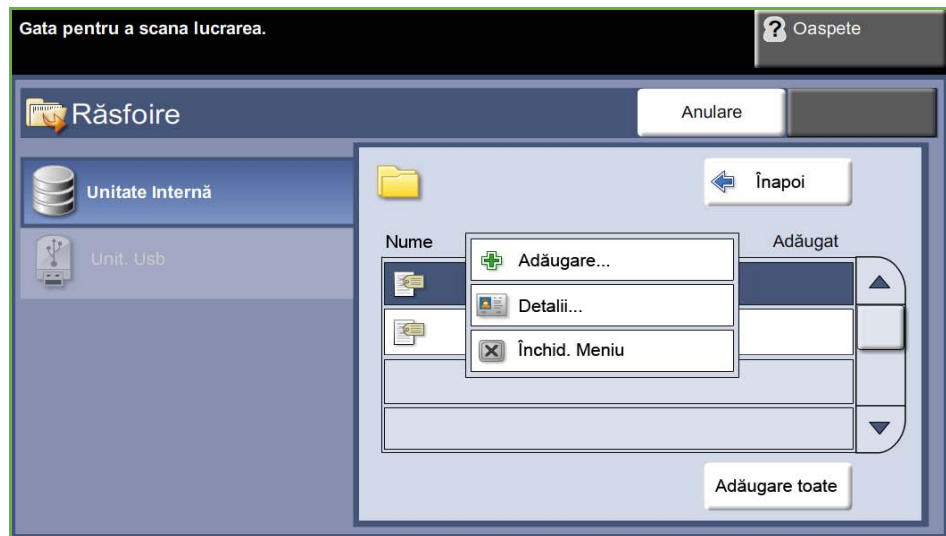 Gata pentru a scana lucrarea.
? Oaspete
Răsfoire
Anulare
Unitate Internă
Înapoi
Unit. Usb
Nume
Adăugat
Adăugare...
Detalii...
Închid. Meniu
Adăugare toate